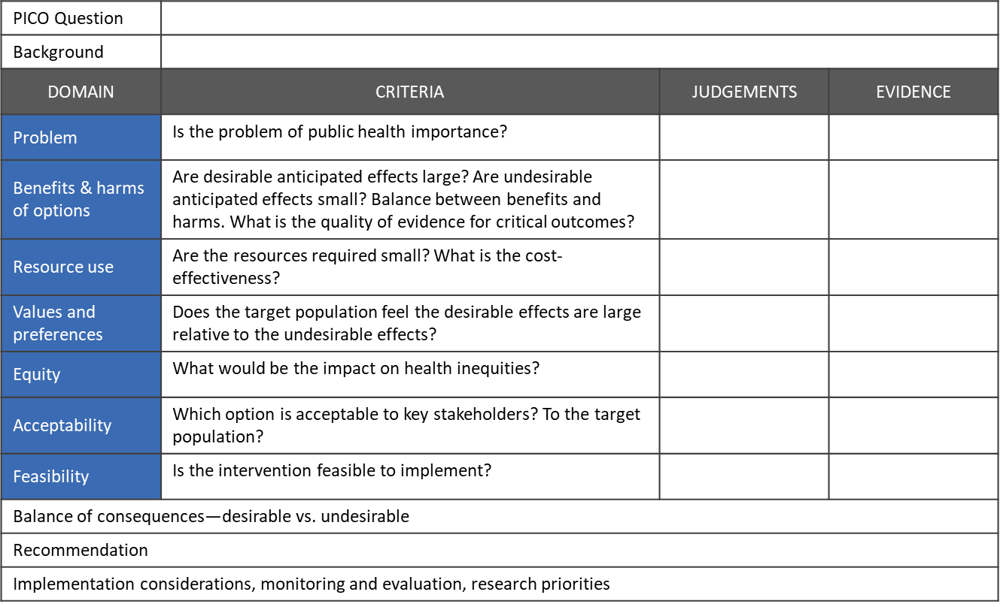 PICO Question
Background
DOMAIN
CRITERIA
JUDGEMENTS
EVIDENCE
Problem
Is the problem of public health importance?
Benefits & harms
of options
Are desirable anticipated effects large? Are undesirable
anticipated effects small? Balance between benefits and
harms. What is the quality of evidence for critical outcomes?
Resource use
Are the resources required small? What is the cost-
effectiveness?
Values and
preferences
Does the target population feel the desirable effects are large
relative to the undesirable effects?
Equity
What would be the impact on health inequities?
Acceptability
Which option is acceptable to key stakeholders? To the target
population?
Feasibility
Is the intervention feasible to implement?
Balance of consequences—desirable vs. undesirable
Recommendation
Implementation considerations, monitoring and evaluation, research priorities